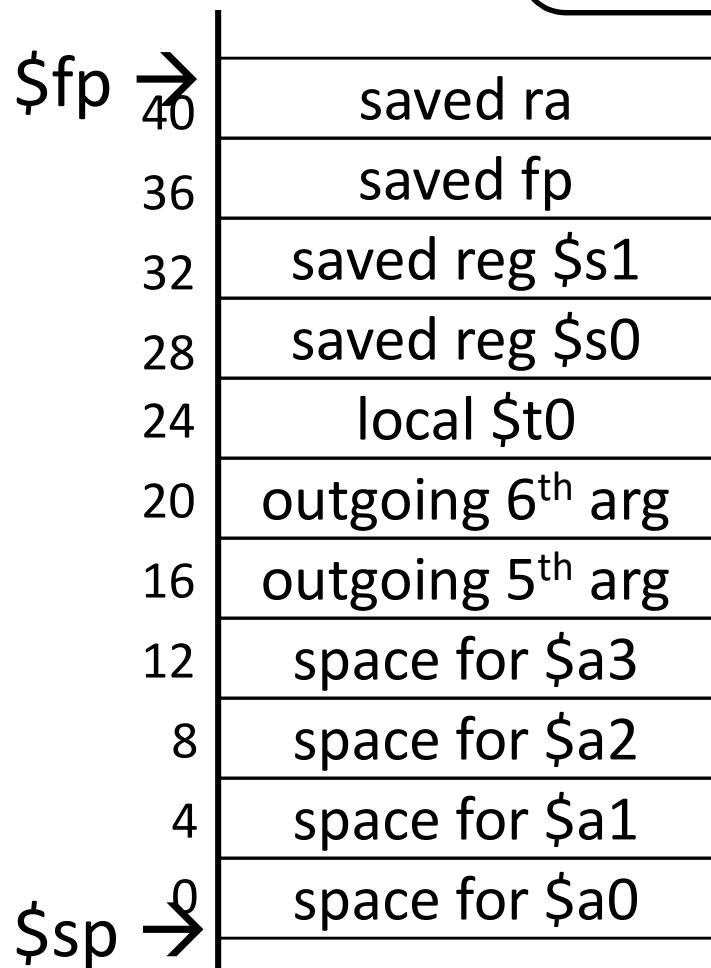 $fp →
40 saved ra
36 saved fp
32 saved reg $s1
28 saved reg $s0
24 local $t0
20 outgoing 6th arg
16 outgoing 5th arg
12 space for $a3
8 space for $a2
4 space for $a1
0 space for $a0
$sp →